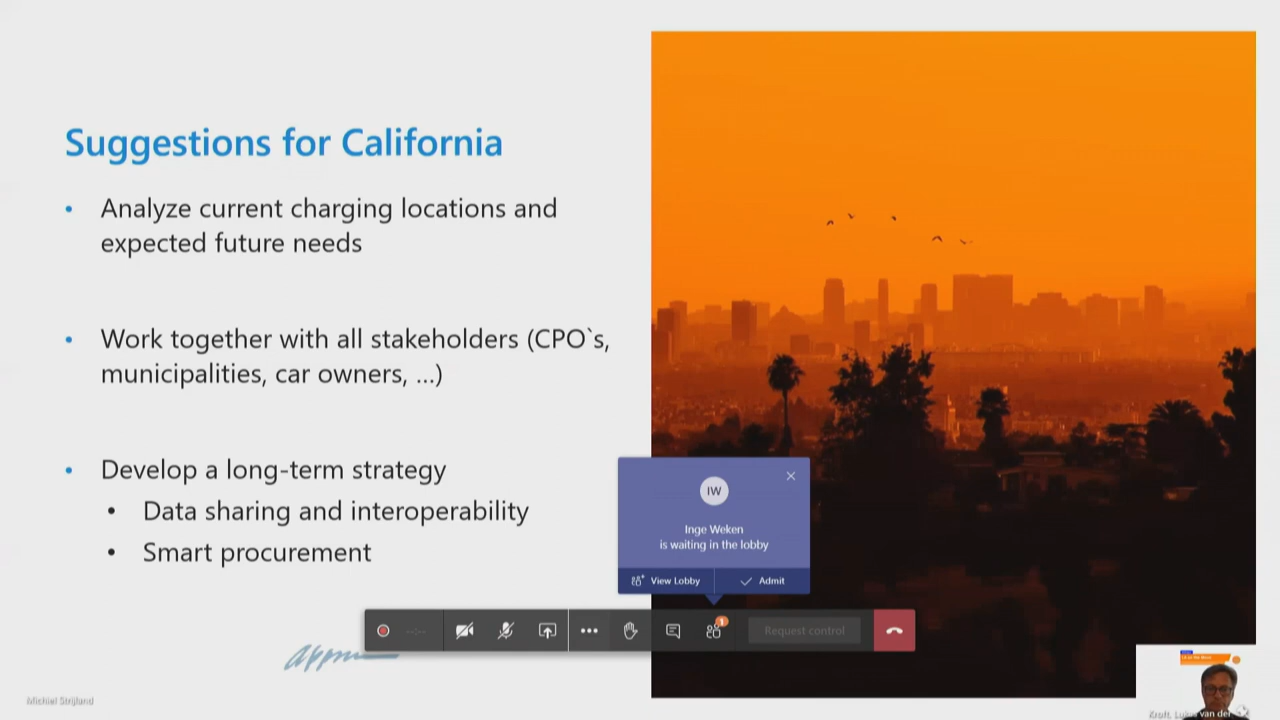 Suggestions for California
• Analyze current charging locations and
expected future needs
• Work together with all stakeholders (CPO`s,
municipalities, car owners, ...)
• Develop a long-term strategy
• Data sharing and interoperability
• Smart procurement
IW
Inge Weken
is waiting in the lobby
View Lobby
Admit
1
Request control
appm
Michiel Strijland